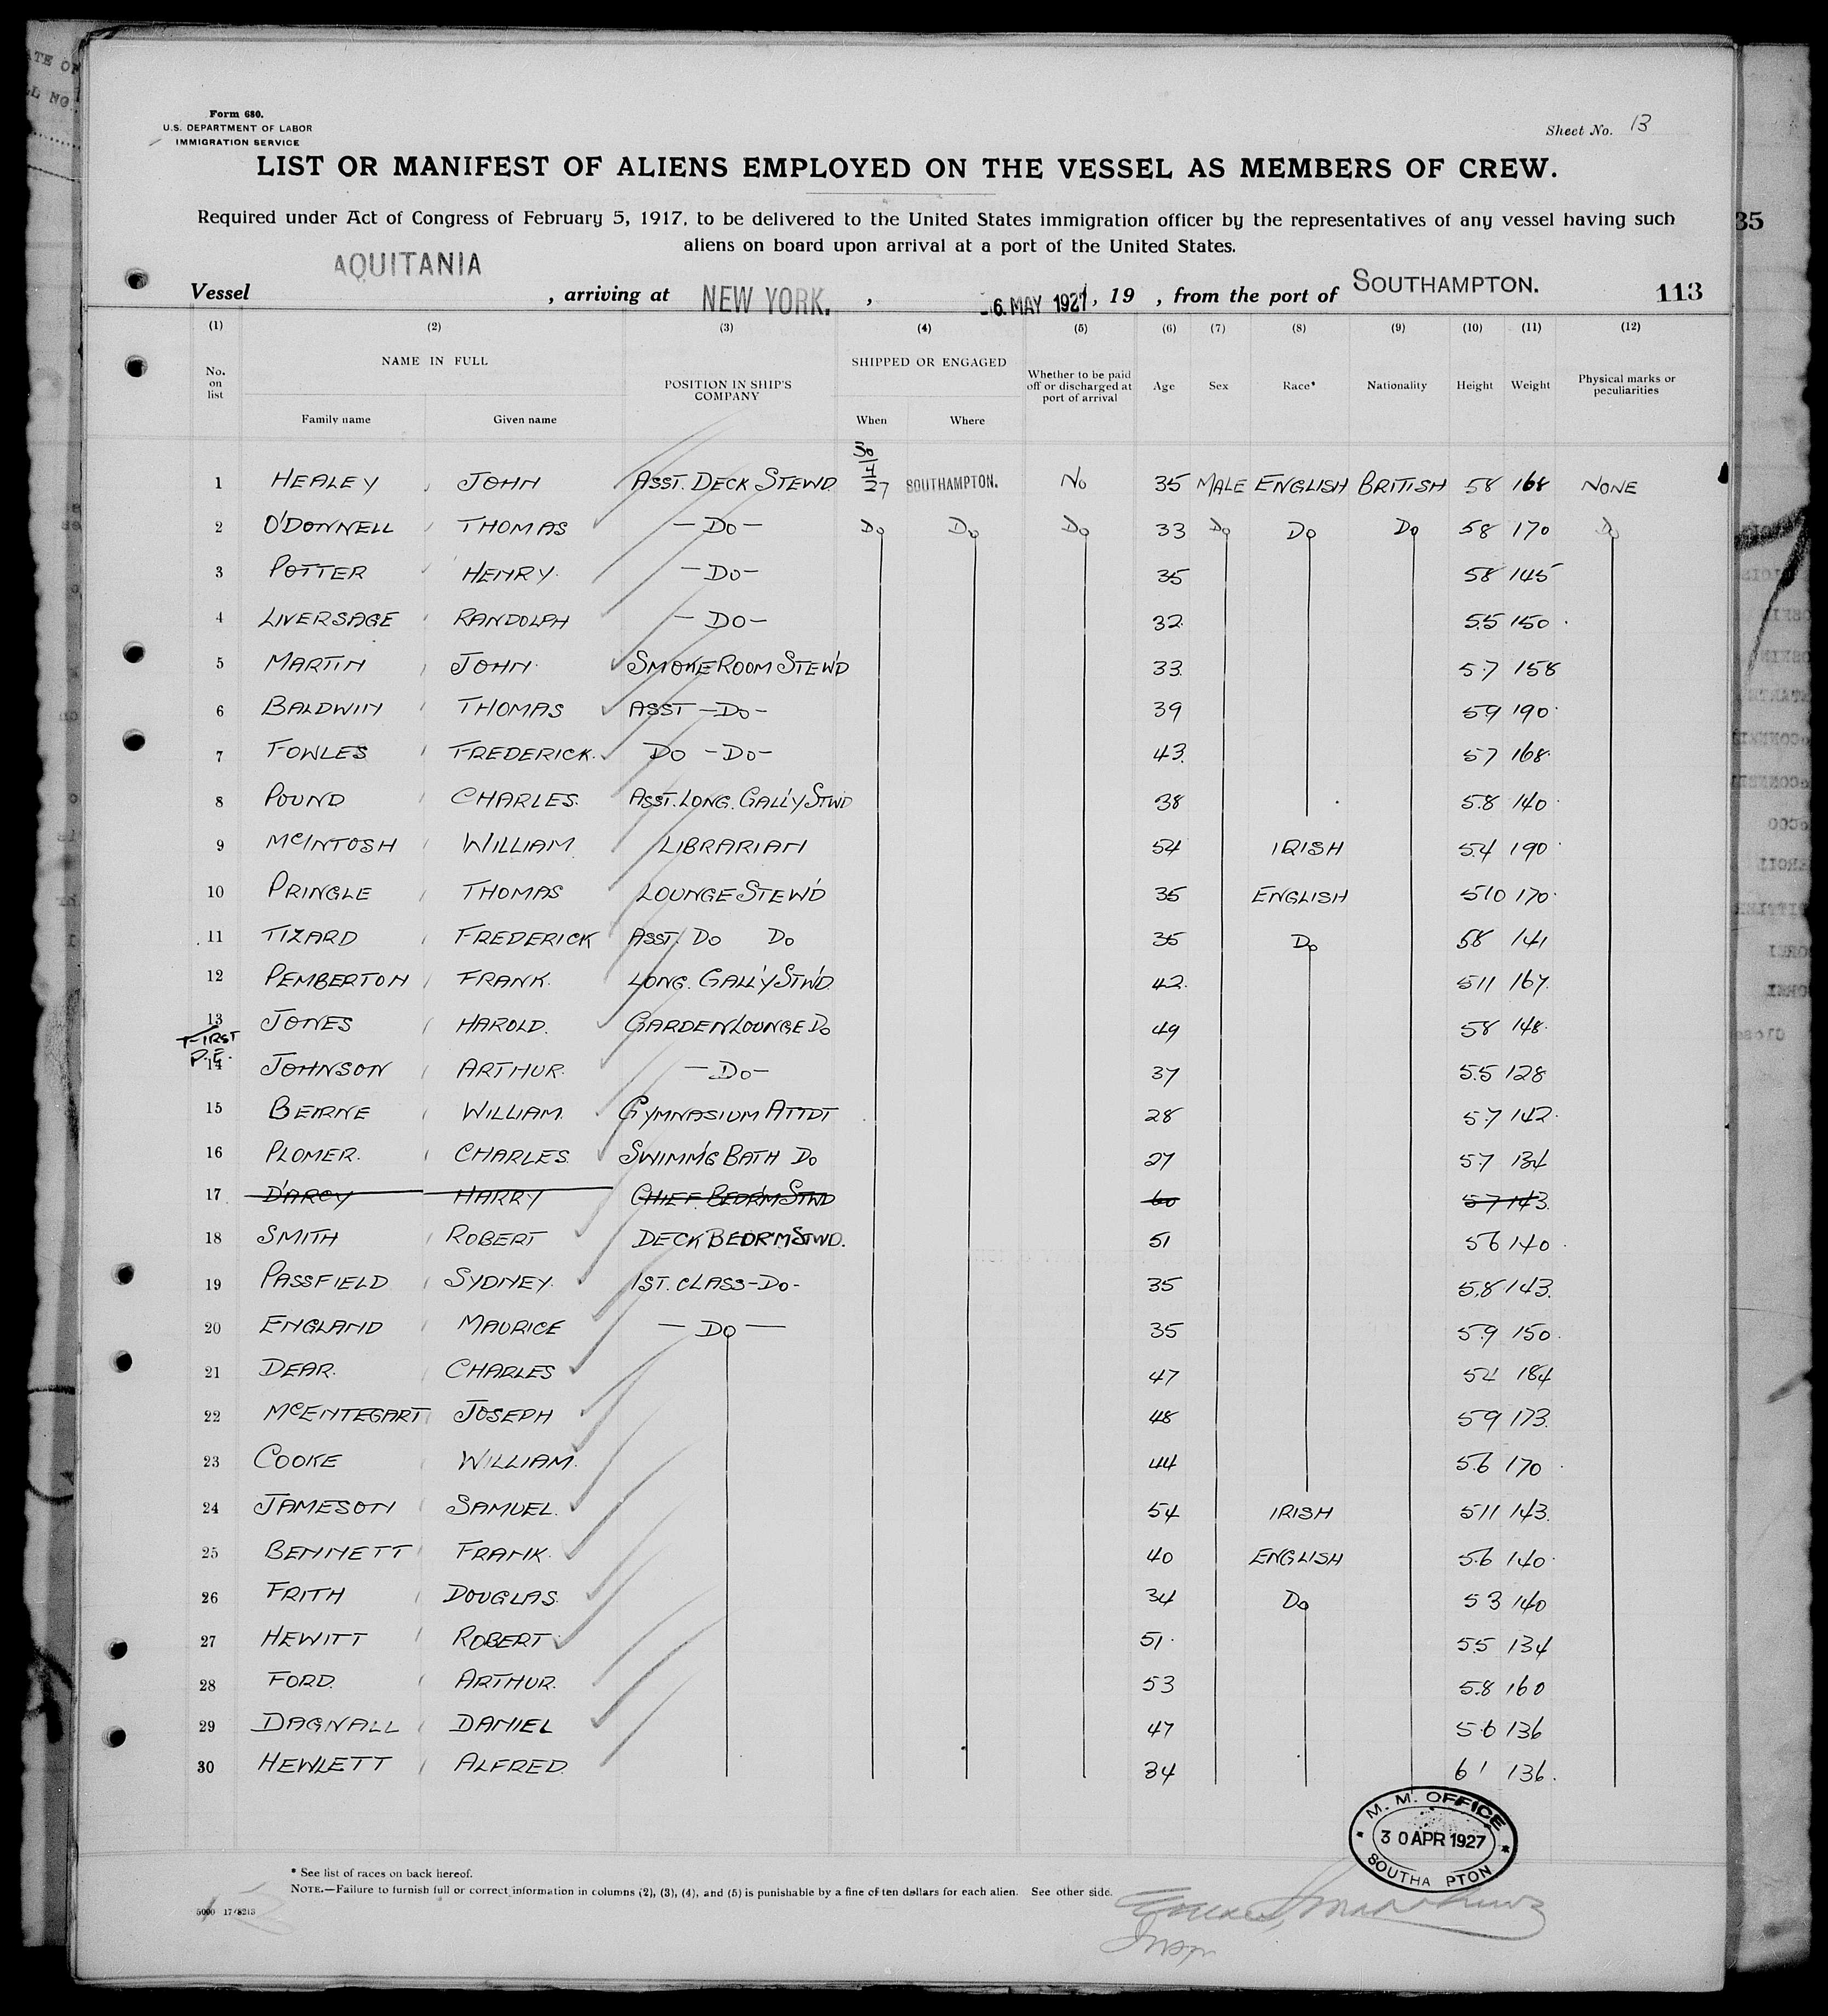 Form 680.
U.S. DEPARTMENT OF LABOR
IMMIGRATION SERVICE
Sheet No. 13
LIST OR MANIFEST OF ALIENS EMPLOYED ON THE VESSEL AS MEMBERS OF CREW.
Required under Act of Congress of February 5, 1917, to be delivered to the United States immigration officer by the representatives of any vessel having such
aliens on board upon arrival at a port of the United States.
35
Vessel AQUITANIA, arriving at NEW YORK., -6. MAY 1927, 19 , from the port of SOUTHAMPTON. 113
(1) (2) (3) (4) (5) (6) (7) (8) (9) (10) (11) (12)
No. on list NAME IN FULL POSITION IN SHIP'S COMPANY SHIPPED OR ENGAGED Whether to be paid off or discharged at port of arrival Age Sex Race* Nationality Height Weight Physical marks or peculiarities
Family name Given name When Where
1 HEALEY JOHN ASST. DECK STEWD. 30/4/27 SOUTHAMPTON. No 35 MALE ENGLISH BRITISH 58 168 NONE
2 O'DONNELL THOMAS — DO — Do Do Do 33 Do Do Do 58 170 Do
3 POTTER HENRY. — DO — 35 58 145
4 LIVERSAGE RANDOLPH — DO — 32 5.5 150
5 MARTIN JOHN SMOKE ROOM STEW'D 33 5.7 158
6 BALDWIN THOMAS ASST — DO — 39 59 190
7 FOWLES FREDERICK. DO — DO — 43 57 168
8 POUND CHARLES. ASST. LONG. GALL'Y STWD 38 5.8 140
9 McINTOSH WILLIAM LIBRARIAN 54 IRISH 5.4 190
10 PRINGLE THOMAS LOUNGE STEW'D 35 ENGLISH 510 170
11 TIZARD FREDERICK ASST. DO DO 35 Do 58 141
12 PEMBERTON FRANK. LONG. GALL'Y STW'D 42 511 167
13 JONES HAROLD. GARDEN LOUNGE DO 49 58 148
FIRST
P.E.
14 JOHNSON ARTHUR. — DO — 37 5.5 128
15 BEIRNE WILLIAM. GYMNASIUM ATTDT 28 5.7 142
16 PLOMER. CHARLES. SWIMM'G BATH DO 27 5.7 134
17 D'ARCY HARRY CHIEF. BEDR'M STWD 60 57 143
18 SMITH ROBERT DECK BEDR'M STWD. 51 56 140
19 PASSFIELD SYDNEY. 1ST. CLASS — DO — 35 5.8 143
20 ENGLAND MAURICE — DO — 35 59 150
21 DEAR. CHARLES 47 184
22 McENTEGART JOSEPH 48 59 173
23 COOKE WILLIAM. 44 5.6 170
24 JAMESON SAMUEL. 54 IRISH 511 143
25 BENNETT FRANK. 40 ENGLISH 5.6 140
26 FRITH DOUGLAS. 34 Do 53 140
27 HEWITT ROBERT 51 5.5 134
28 FORD. ARTHUR. 53 5.8 160
29 DAGNALL DANIEL 47 5.6 136
30 HEWLETT ALFRED. 34 6 1 136
M. M. OFFICE
30 APR 1927
SOUTHA PTON
* See list of races on back hereof.
NOTE.—Failure to furnish full or correct information in columns (2), (3), (4), and (5) is punishable by a fine of ten dollars for each alien. See other side.
5000 17/8213